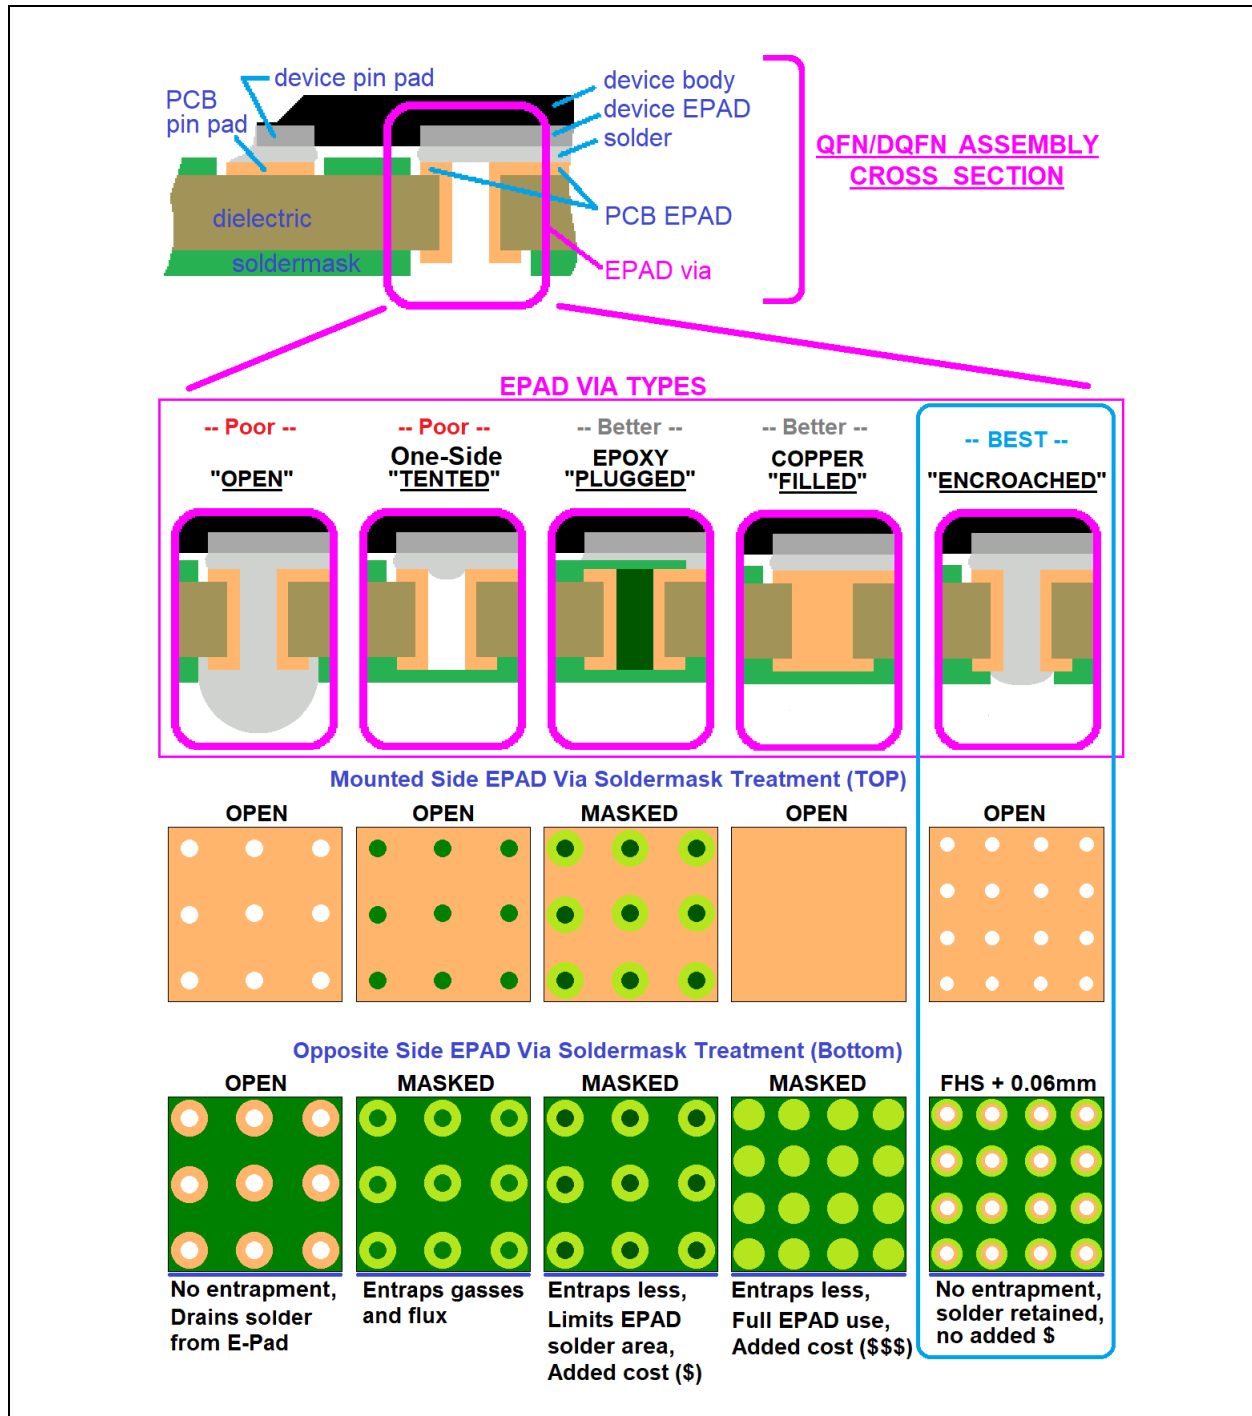 device pin pad
PCB
pin pad
device body
device EPAD
solder
QFN/DQFN ASSEMBLY
CROSS SECTION
dielectric
PCB EPAD
soldermask
EPAD via
EPAD VIA TYPES
-- Poor --
"OPEN"
-- Poor --
One-Side
"TENTED"
-- Better --
EPOXY
"PLUGGED"
-- Better --
COPPER
"FILLED"
-- BEST --
"ENCROACHED"
Mounted Side EPAD Via Soldermask Treatment (TOP)
OPEN
OPEN
MASKED
OPEN
OPEN
Opposite Side EPAD Via Soldermask Treatment (Bottom)
OPEN
MASKED
MASKED
MASKED
FHS + 0.06mm
No entrapment,
Drains solder
from E-Pad
Entraps gasses
and flux
Entraps less,
Limits EPAD
solder area,
Added cost ($)
Entraps less,
Full EPAD use,
Added cost ($$$)
No entrapment,
solder retained,
no added $